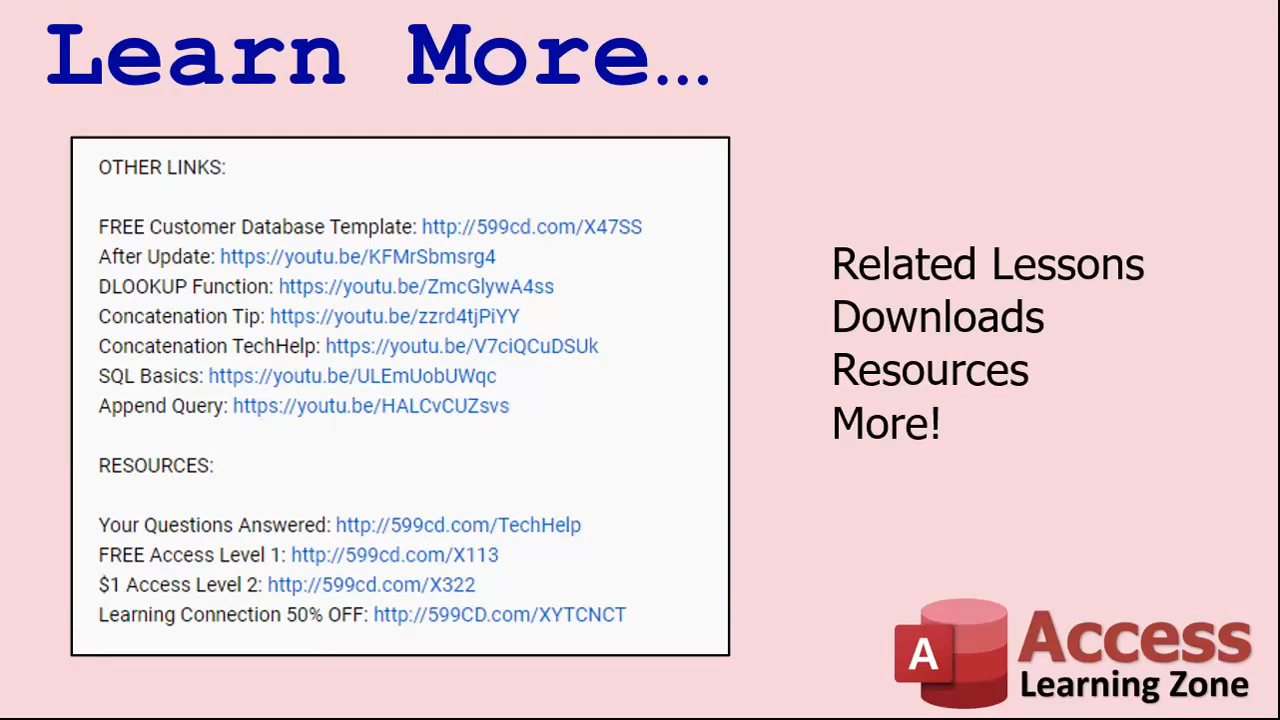 Learn More...
OTHER LINKS:
FREE Customer Database Template: http://599cd.com/X47SS
After Update: https://youtu.be/KFMrSbmsrg4
DLOOKUP Function: https://youtu.be/ZmcGlywA4ss
Concatenation Tip: https://youtu.be/zzrd4tjPiYY
Concatenation TechHelp: https://youtu.be/V7ciQCuDSUk
SQL Basics: https://youtu.be/ULEmUobUWqc
Append Query: https://youtu.be/HALCvCUZsvs
RESOURCES:
Your Questions Answered: http://599cd.com/TechHelp
FREE Access Level 1: http://599cd.com/X113
$1 Access Level 2: http://599cd.com/X322
Learning Connection 50% OFF: http://599CD.com/XYTCNCT
Related Lessons
Downloads
Resources
More!
A
Access
Learning Zone